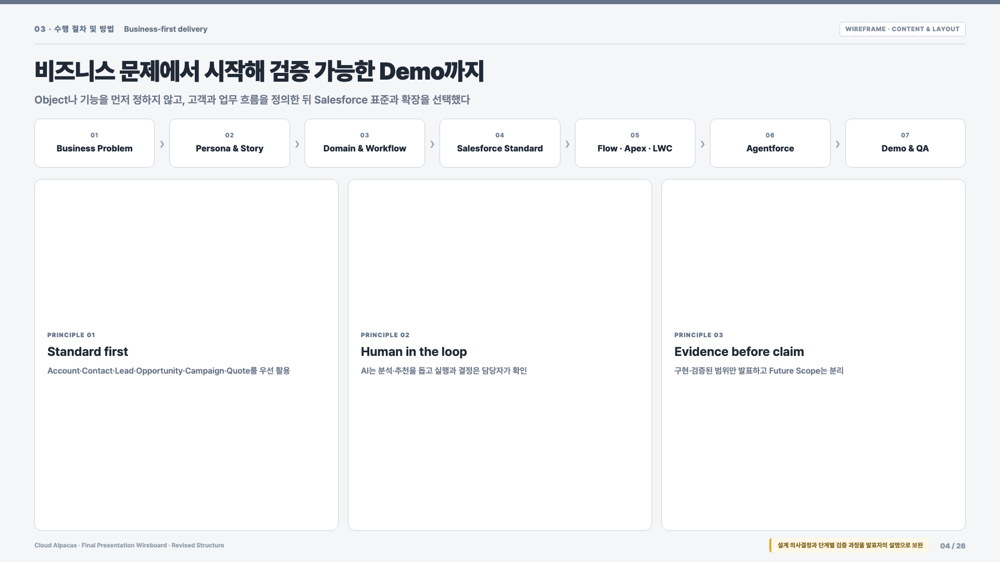 03 · 수행 절차 및 방법 Business-first delivery
WIREFRAME · CONTENT & LAYOUT
비즈니스 문제에서 시작해 검증 가능한 Demo까지
Object나 기능을 먼저 정하지 않고, 고객과 업무 흐름을 정의한 뒤 Salesforce 표준과 확장을 선택했다
01
Business Problem
02
Persona & Story
03
Domain & Workflow
04
Salesforce Standard
05
Flow · Apex · LWC
06
Agentforce
07
Demo & QA
PRINCIPLE 01
Standard first
Account·Contact·Lead·Opportunity·Campaign·Quote를 우선 활용
PRINCIPLE 02
Human in the loop
AI는 분석·추천을 돕고 실행과 결정은 담당자가 확인
PRINCIPLE 03
Evidence before claim
구현·검증된 범위만 발표하고 Future Scope는 분리
Cloud Alpacas · Final Presentation Wireboard · Revised Structure
설계 의사결정과 단계별 검증 과정을 발표자의 설명으로 보완
04 / 26